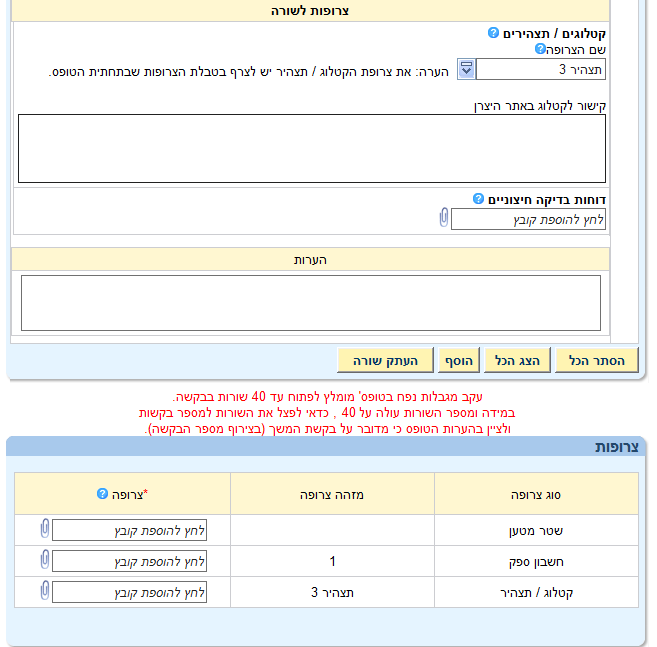 צרופות לשורה
קטלוגים / תצהירים
שם הצרופה
תצהיר 3
הערה: את צרופת הקטלוג / תצהיר יש לצרף בטבלת הצרופות שבתחתית הטופס.
קישור לקטלוג באתר היצרן
דוחות בדיקה חיצוניים
לחץ להוספת קובץ
הערות
הסתר הכל הצג הכל הוסף העתק שורה
עקב מגבלות נפח בטופס' מומלץ לפתוח עד 40 שורות בבקשה.
במידה ומספר השורות עולה על 40 , כדאי לפצל את השורות למספר בקשות
ולציין בהערות הטופס כי מדובר על בקשת המשך (בצירוף מספר הבקשה).
צרופות
סוג צרופה מזהה צרופה *צרופה
שטר מטען לחץ להוספת קובץ
חשבון ספק 1 לחץ להוספת קובץ
קטלוג / תצהיר תצהיר 3 לחץ להוספת קובץ